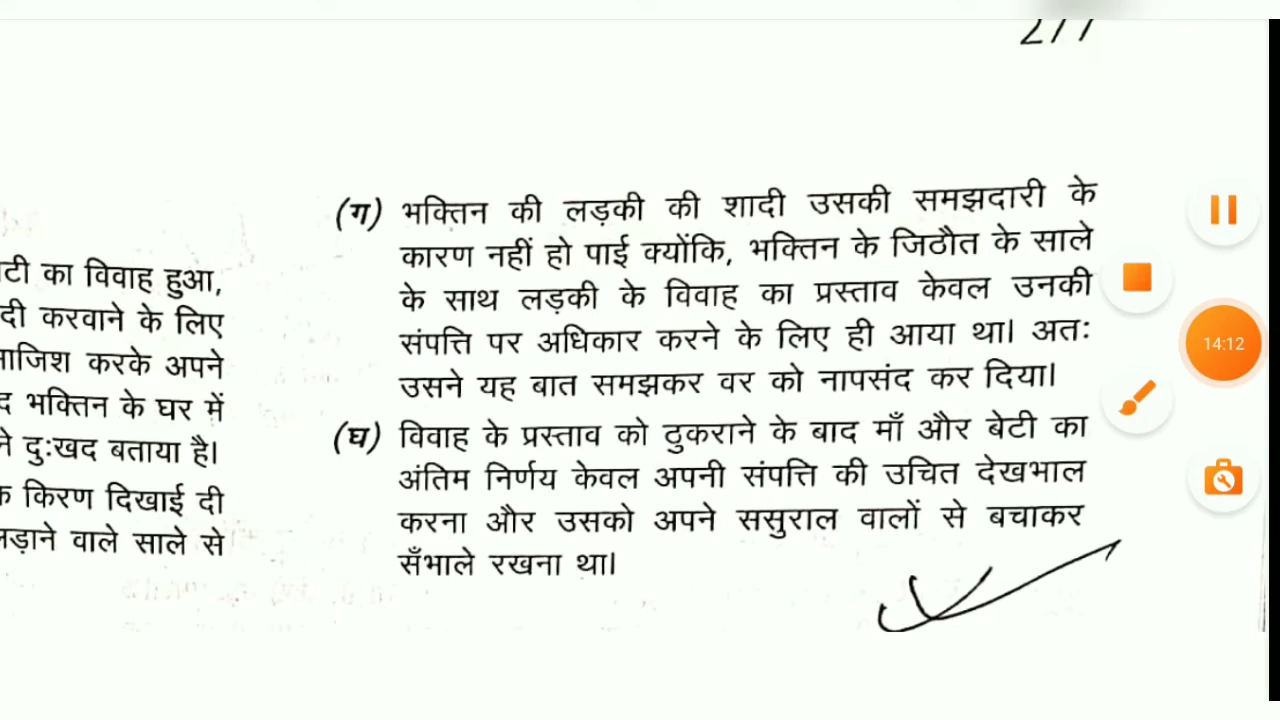 277
(ग) भक्तिन की लड़की की शादी उसकी समझदारी के
कारण नहीं हो पाई क्योंकि, भक्तिन के जिठौत के साले
के साथ लड़की के विवाह का प्रस्ताव केवल उनकी
संपत्ति पर अधिकार करने के लिए ही आया था। अतः
उसने यह बात समझकर वर को नापसंद कर दिया।
(घ) विवाह के प्रस्ताव को ठुकराने के बाद माँ और बेटी का
अंतिम निर्णय केवल अपनी संपत्ति की उचित देखभाल
करना और उसको अपने ससुराल वालों से बचाकर
सँभाले रखना था।
का विवाह हुआ,
करवाने के लिए
करके अपने
भक्तिन के घर में
दुःखद बताया है।
किरण दिखाई दी
वाले साले से
14:12